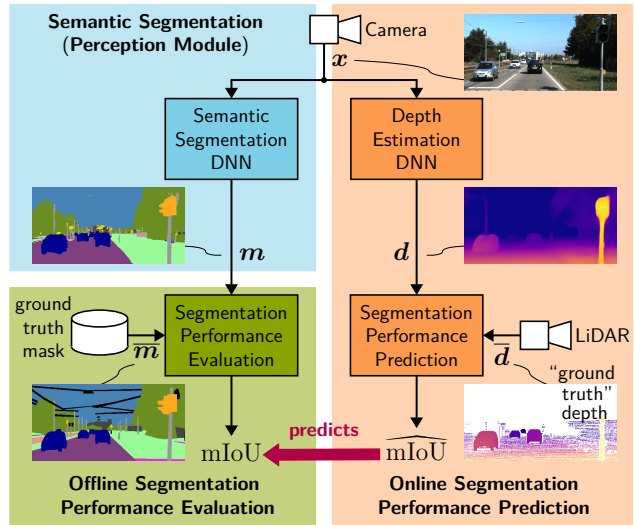 Semantic Segmentation
(Perception Module)
Camera
x
Semantic
Segmentation
DNN
Depth
Estimation
DNN
m
d
ground
truth
mask
m̅
Segmentation
Performance
Evaluation
Segmentation
Performance
Prediction
d̅
LiDAR
"ground
truth"
depth
predicts
mIoU
m̂IoU
Offline Segmentation
Performance Evaluation
Online Segmentation
Performance Prediction